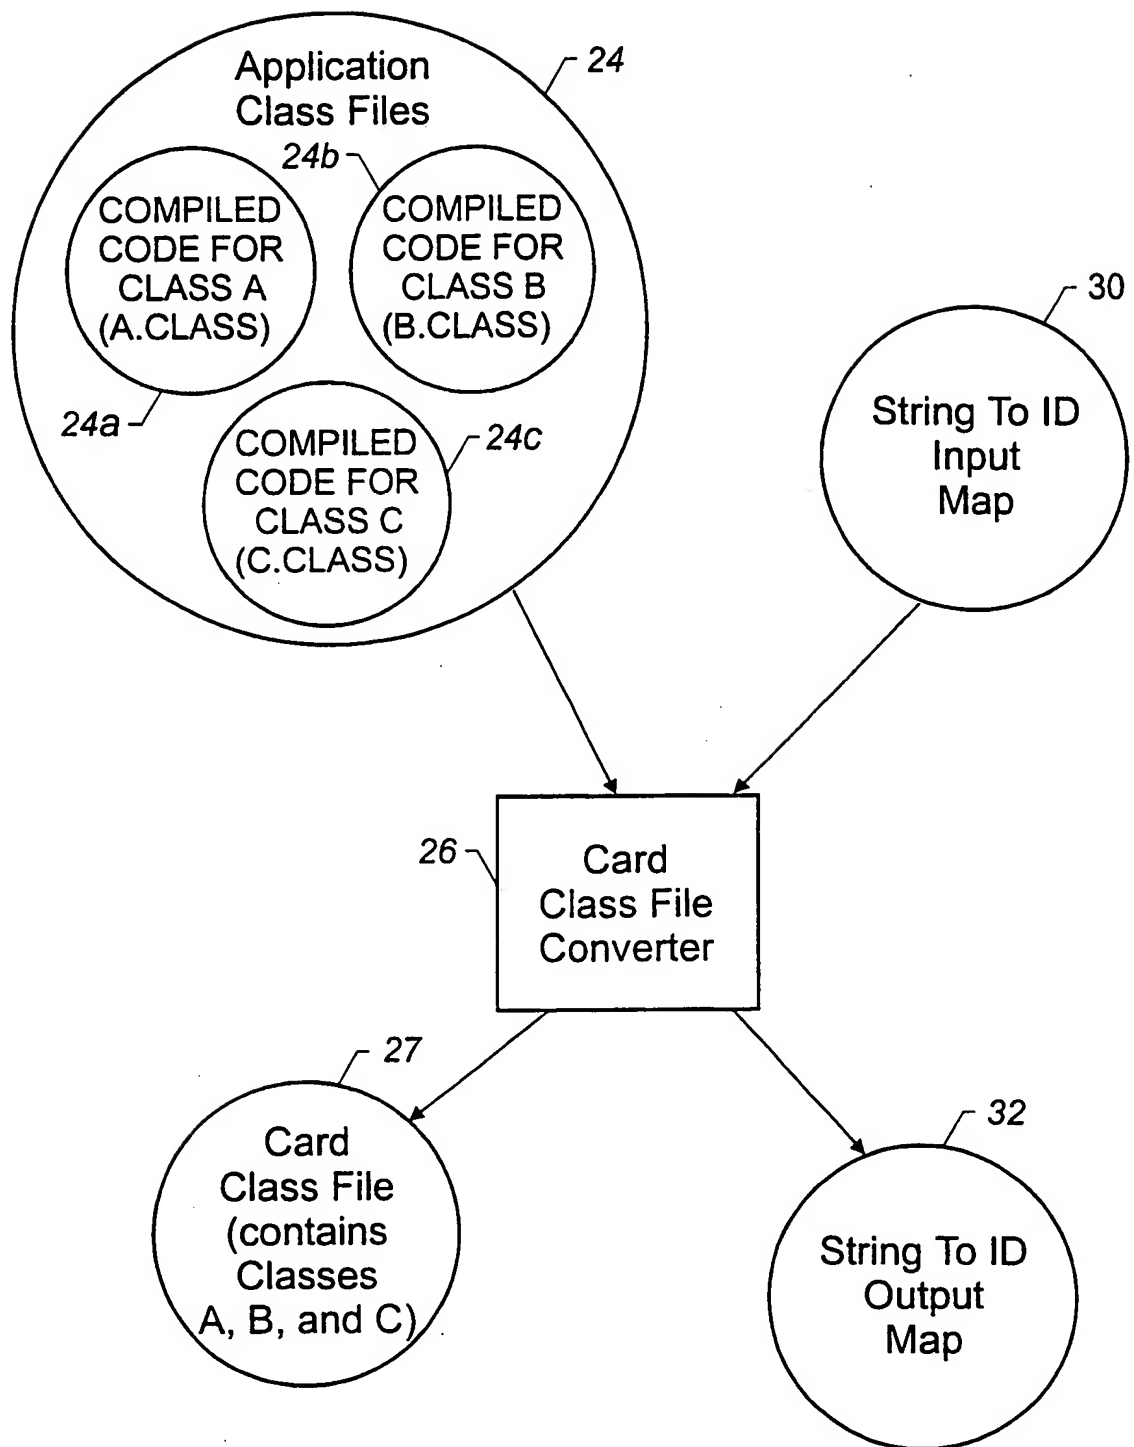 Application
Class Files
24
24b
COMPILED
CODE FOR
CLASS A
(A.CLASS)
COMPILED
CODE FOR
CLASS B
(B.CLASS)
24a
COMPILED
CODE FOR
CLASS C
(C.CLASS)
24c
30
String To ID
Input
Map
26
Card
Class File
Converter
27
Card
Class File
(contains
Classes
A, B, and C)
32
String To ID
Output
Map